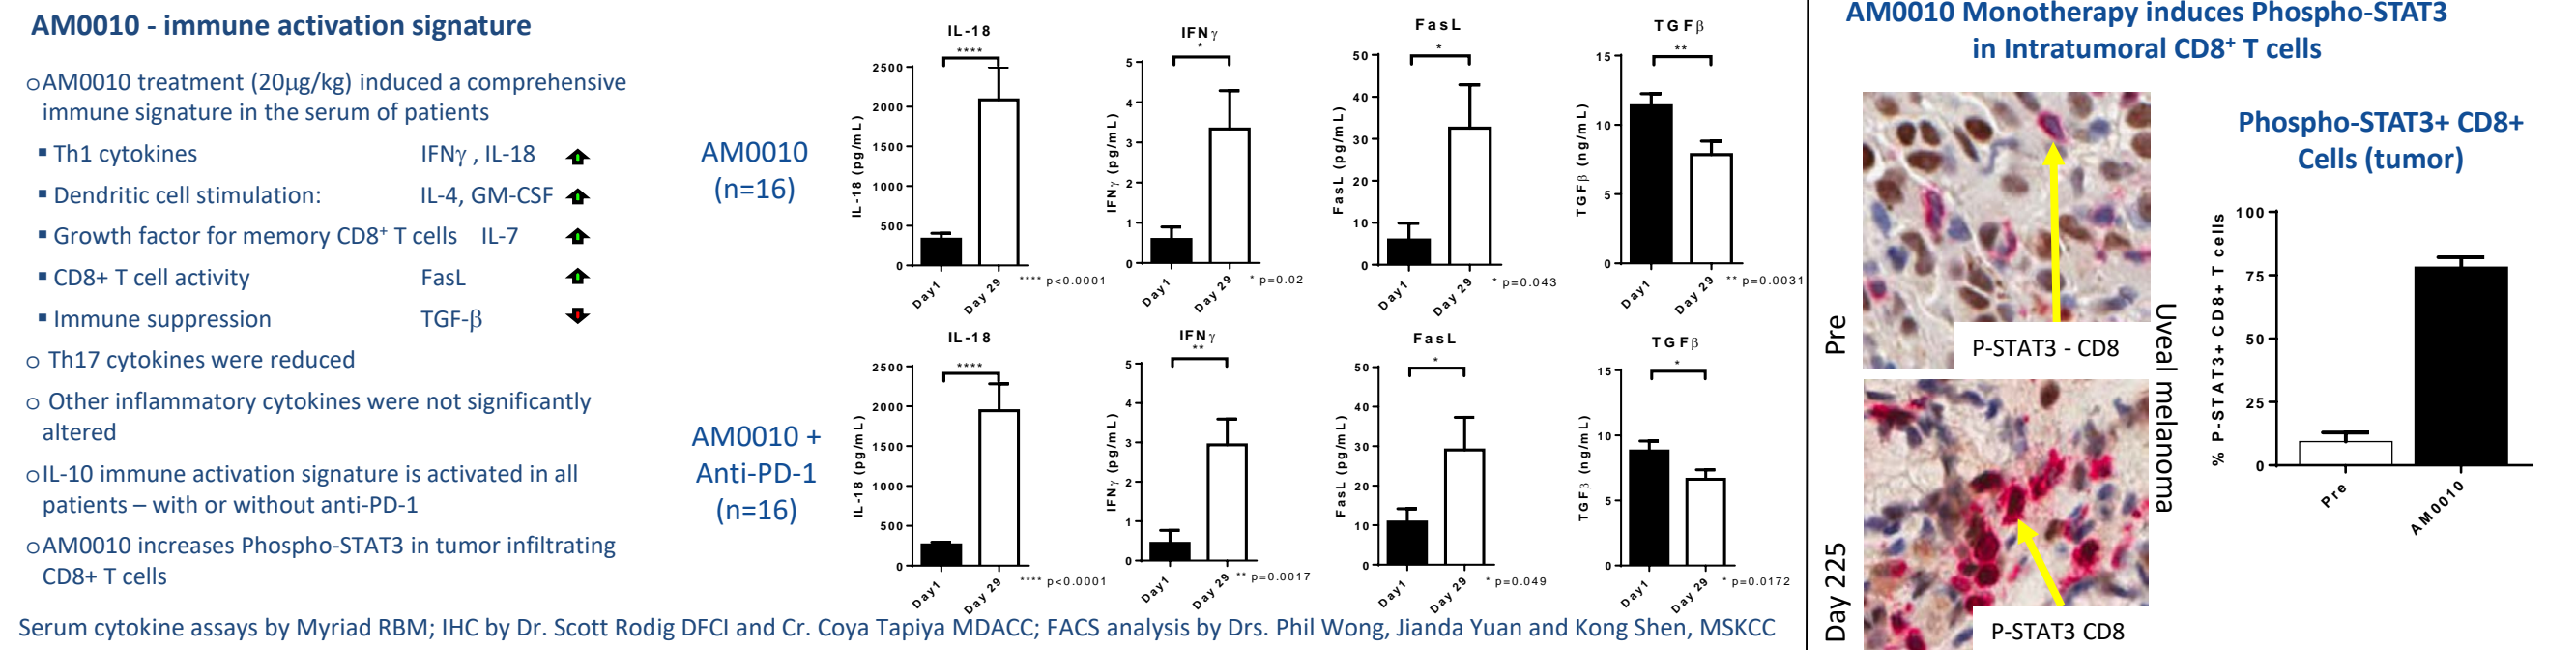 AM0010 - immune activation signature
○AM0010 treatment (20μg/kg) induced a comprehensive
immune signature in the serum of patients
▪ Th1 cytokines IFNγ , IL-18
▪ Dendritic cell stimulation: IL-4, GM-CSF
▪ Growth factor for memory CD8⁺ T cells IL-7
▪ CD8+ T cell activity FasL
▪ Immune suppression TGF-β
○ Th17 cytokines were reduced
○ Other inflammatory cytokines were not significantly
altered
○IL-10 immune activation signature is activated in all
patients – with or without anti-PD-1
○AM0010 increases Phospho-STAT3 in tumor infiltrating
CD8+ T cells
AM0010
(n=16)
IL-18
****
IL-18 (pg/mL)
2500
2000
1500
1000
500
0
Day1
Day 29
**** p<0.0001
IFNγ
*
IFNγ (pg/mL)
5
4
3
2
1
0
Day1
Day 29
* p=0.02
FasL
*
FasL (pg/mL)
50
40
30
20
10
0
Day1
Day 29
* p=0.043
TGFβ
**
TGFβ (ng/mL)
15
10
5
0
Day1
Day 29
** p=0.0031
AM0010 +
Anti-PD-1
(n=16)
IL-18
****
IL-18 (pg/mL)
2500
2000
1500
1000
500
0
Day1
Day 29
**** p<0.0001
IFNγ
**
IFNγ (pg/mL)
5
4
3
2
1
0
Day1
Day 29
** p=0.0017
FasL
*
FasL (pg/mL)
50
40
30
20
10
0
Day1
Day 29
* p=0.049
TGFβ
*
TGFβ (ng/mL)
15
10
5
0
Day1
Day 29
* p=0.0172
Serum cytokine assays by Myriad RBM; IHC by Dr. Scott Rodig DFCI and Cr. Coya Tapiya MDACC; FACS analysis by Drs. Phil Wong, Jianda Yuan and Kong Shen, MSKCC
AM0010 Monotherapy induces Phospho-STAT3
in Intratumoral CD8⁺ T cells
Pre
P-STAT3 - CD8
Day 225
P-STAT3 CD8
Uveal melanoma
Phospho-STAT3+ CD8+
Cells (tumor)
% P-STAT3+ CD8+ T cells
100
75
50
25
0
Pre
AM0010